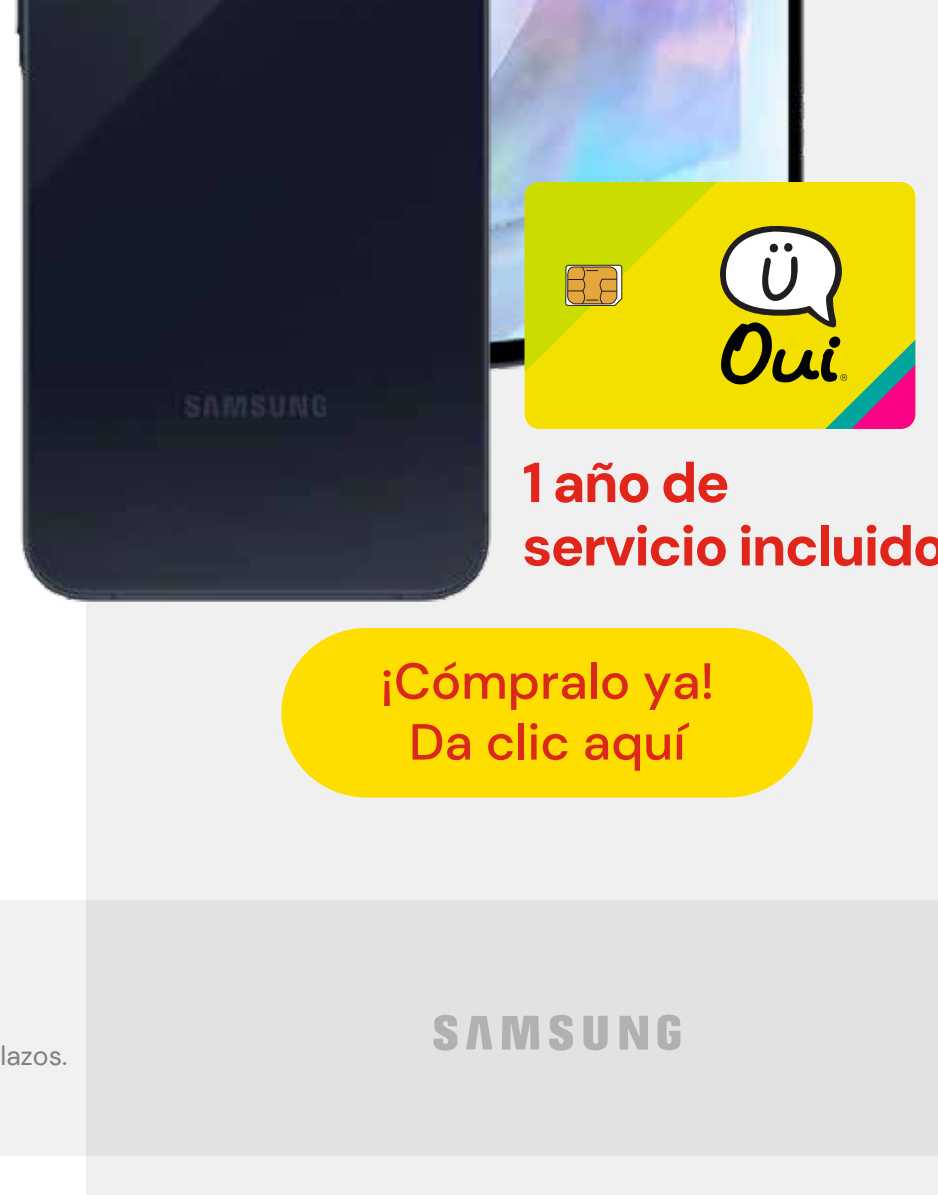 SAMSUNG
Ü
Oui®
1 año de
servicio incluido
¡Cómpralo ya!
Da clic aquí
lazos.
SAMSUNG